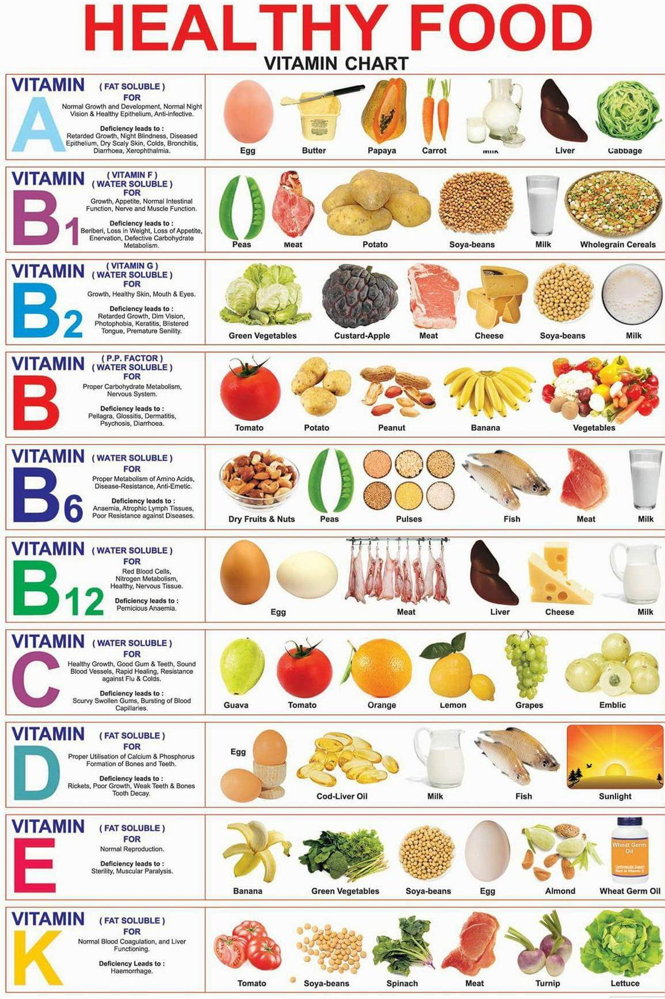 HEALTHY FOOD
VITAMIN CHART
VITAMIN
( FAT SOLUBLE )
A
FOR
Normal Growth and Development, Normal Night
Vision & Healthy Epithelium, Anti-infective.
Deficiency leads to :
Retarded Growth, Night Blindness, Diseased
Epithelium, Dry Scaly Skin, Colds, Bronchitis,
Diarrhoea, Xerophthalmia.
Egg
Butter
Papaya
Carrot
Milk
Liver
Cabbage
VITAMIN
( VITAMIN F )
( WATER SOLUBLE )
B1
FOR
Growth, Appetite, Normal Intestinal
Function, Nerve and Muscle Function.
Deficiency leads to :
Beriberi, Loss in Weight, Loss of Appetite,
Enervation, Defective Carbohydrate
Metabolism.
Peas
Meat
Potato
Soya-beans
Milk
Wholegrain Cereals
VITAMIN
( VITAMIN G )
( WATER SOLUBLE )
B2
FOR
Growth, Healthy Skin, Mouth & Eyes.
Deficiency leads to :
Retarded Growth, Dim Vision,
Photophobia, Keratitis, Blistered
Tongue, Premature Senility.
Green Vegetables
Custard-Apple
Meat
Cheese
Soya-beans
Milk
VITAMIN
( P.P. FACTOR )
( WATER SOLUBLE )
B
FOR
Proper Carbohydrate Metabolism,
Nervous System.
Deficiency leads to :
Pellagra, Glossitis, Dermatitis,
Psychosis, Diarrhoea.
Tomato
Potato
Peanut
Banana
Vegetables
VITAMIN
( WATER SOLUBLE )
B6
FOR
Proper Metabolism of Amino Acids,
Disease-Resistance, Anti-Emetic.
Deficiency leads to :
Anaemia, Atrophic Lymph Tissues,
Poor Resistance against Diseases.
Dry Fruits & Nuts
Peas
Pulses
Fish
Meat
Milk
VITAMIN
( WATER SOLUBLE )
B12
FOR
Red Blood Cells,
Nitrogen Metabolism,
Healthy, Nervous Tissue.
Deficiency leads to :
Pernicious Anaemia.
Egg
Meat
Liver
Cheese
Milk
VITAMIN
( WATER SOLUBLE )
C
FOR
Healthy Growth, Good Gum & Teeth, Sound
Blood Vessels, Rapid Healing, Resistance
against Flu & Colds.
Deficiency leads to :
Scurvy Swollen Gums, Bursting of Blood
Capillaries.
Guava
Tomato
Orange
Lemon
Grapes
Emblic
VITAMIN
( FAT SOLUBLE )
D
FOR
Proper Utilisation of Calcium & Phosphorus
Formation of Bones and Teeth.
Deficiency leads to :
Rickets, Poor Growth, Weak Teeth & Bones
Tooth Decay.
Egg
Cod-Liver Oil
Milk
Fish
Sunlight
VITAMIN
( FAT SOLUBLE )
E
FOR
Normal Reproduction.
Deficiency leads to :
Sterility, Muscular Paralysis.
Banana
Green Vegetables
Soya-beans
Egg
Almond
Wheat Germ
Oil
Cardiovascular Support
Rich in Vitamin E
Wheat Germ Oil
VITAMIN
( FAT SOLUBLE )
K
FOR
Normal Blood Coagulation, and Liver
Functioning.
Deficiency Leads to :
Haemorrhage.
Tomato
Soya-beans
Spinach
Meat
Turnip
Lettuce